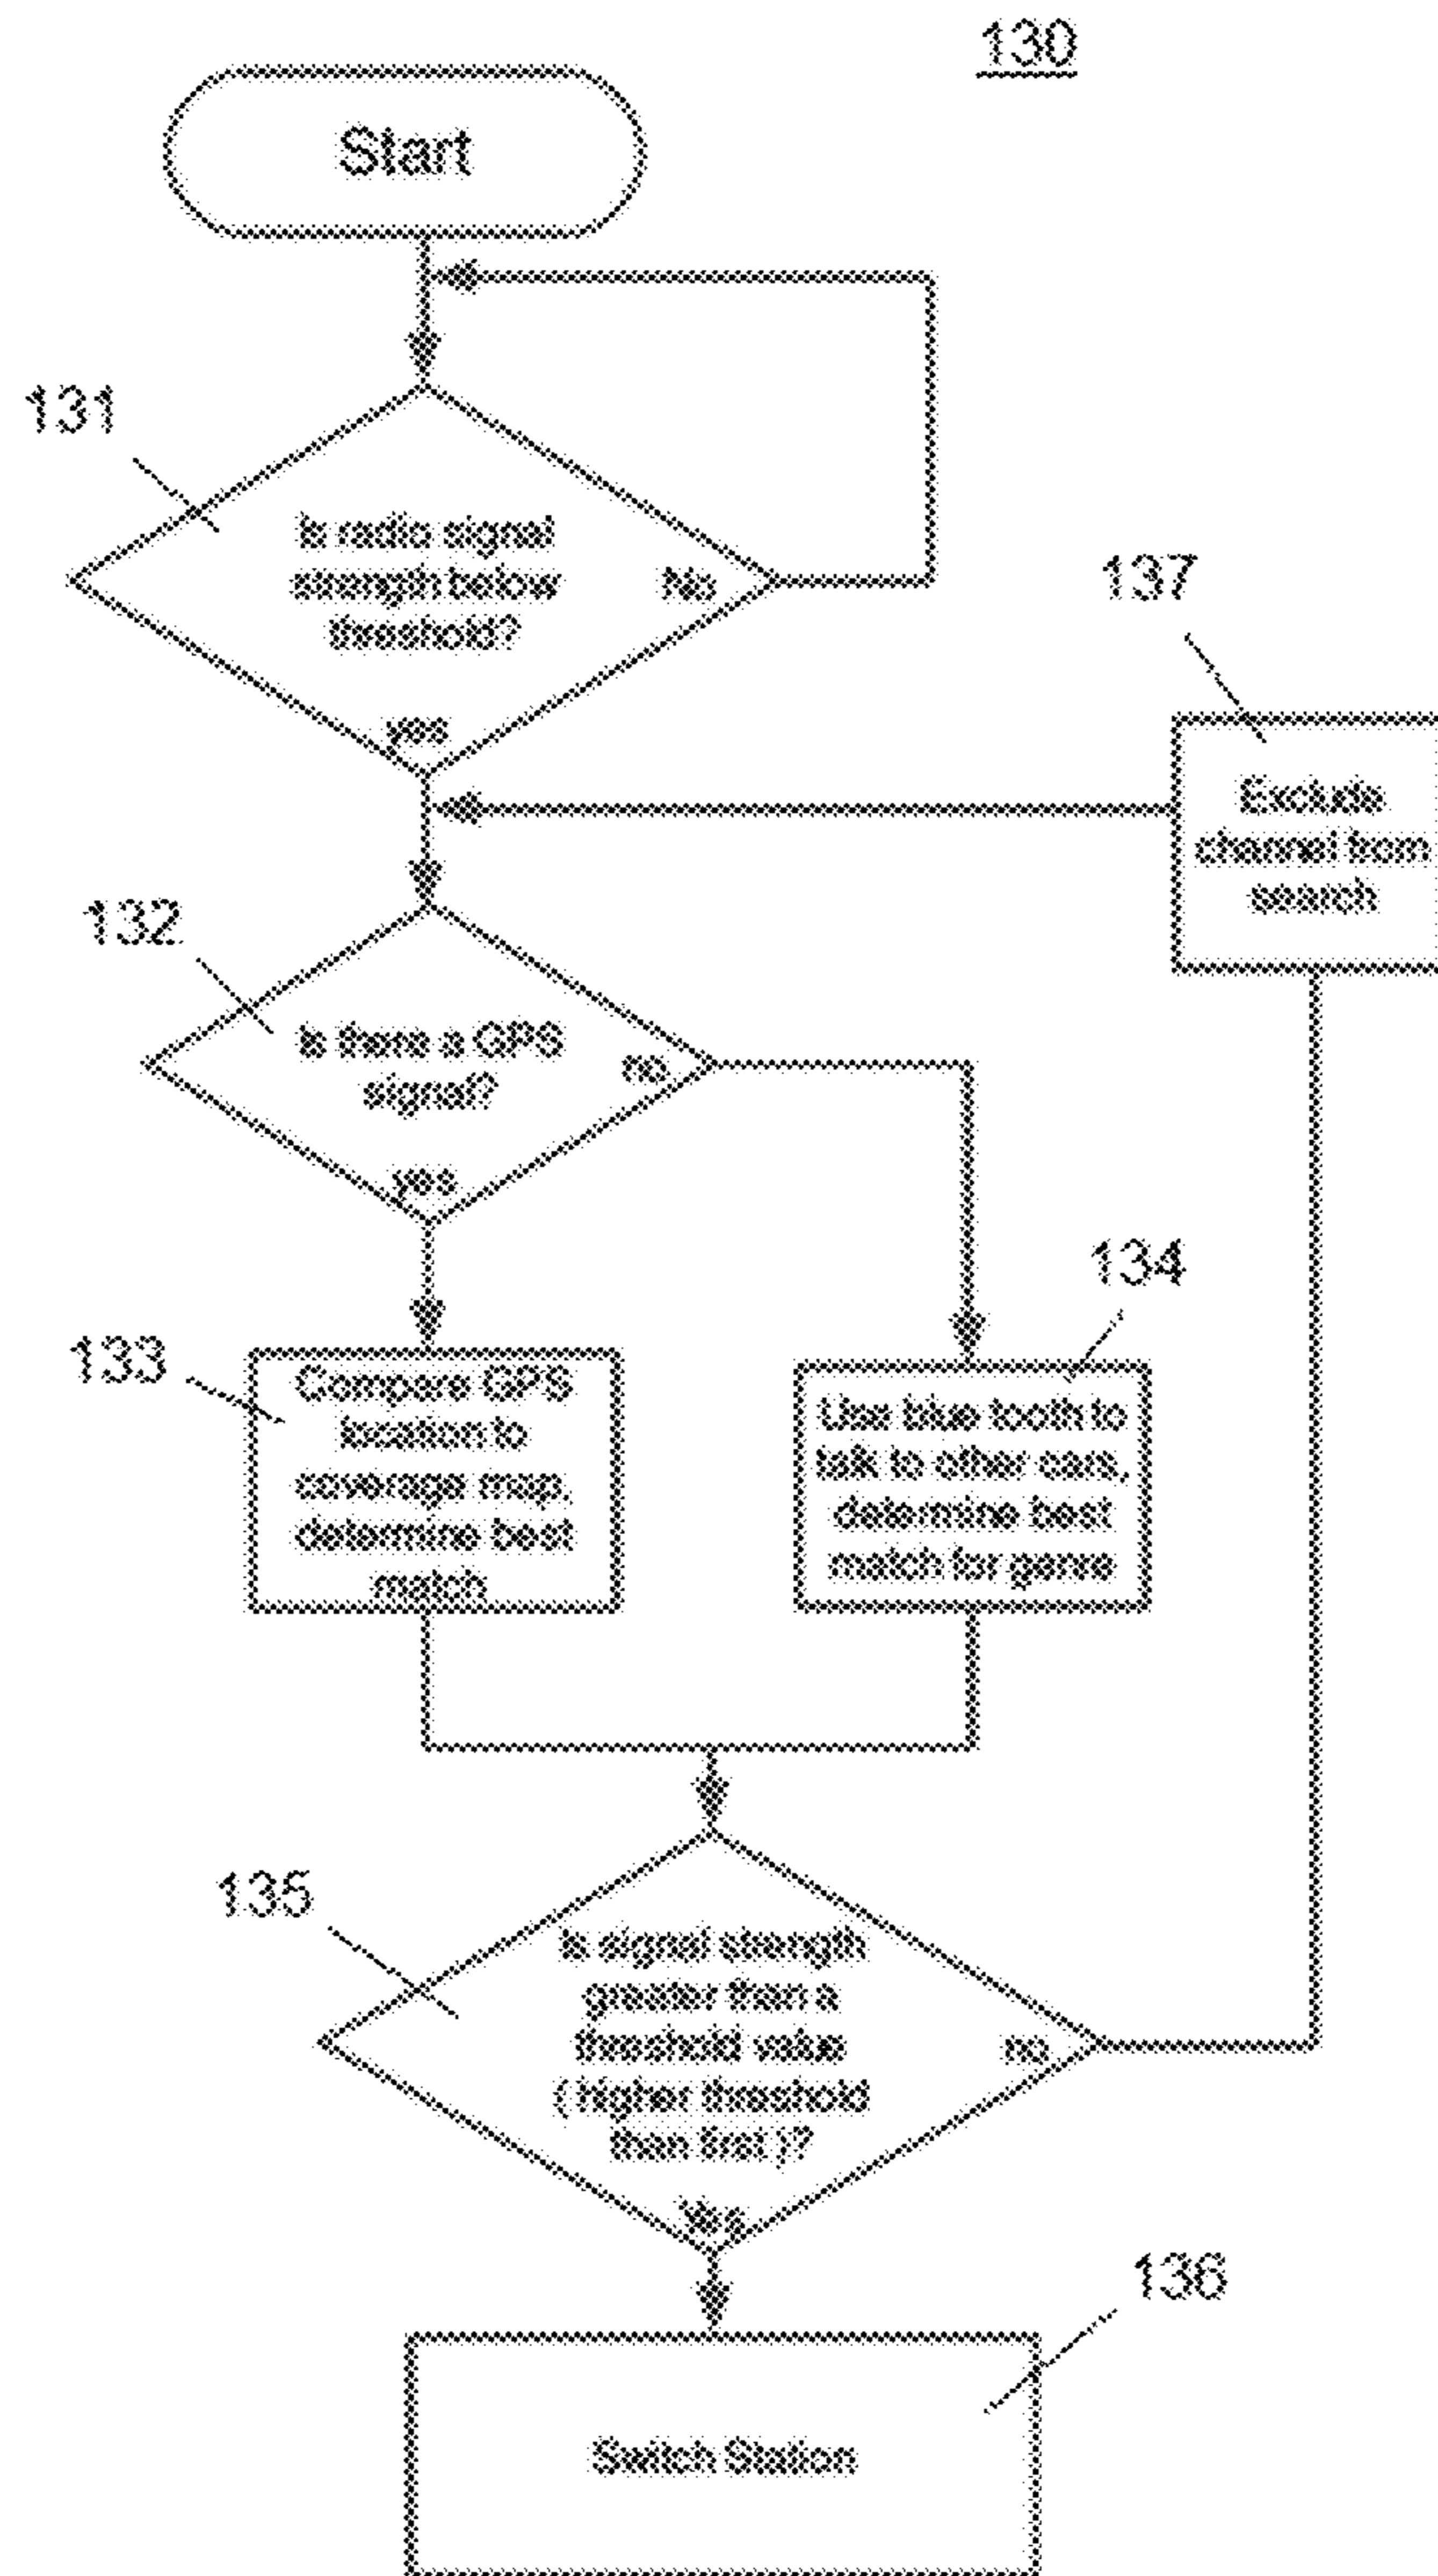 130
Start
131
Is radio signal
strength below
threshold?
No
yes
137
Exclude
channel from
search
132
Is there a GPS
signal?
no
yes
133
Compare GPS
location to
coverage map,
determine best
match
134
Use blue tooth to
talk to other cars,
determine best
match for genre
135
Is signal strength
greater than a
threshold value
( higher threshold
than first )?
no
Yes
136
Switch Station